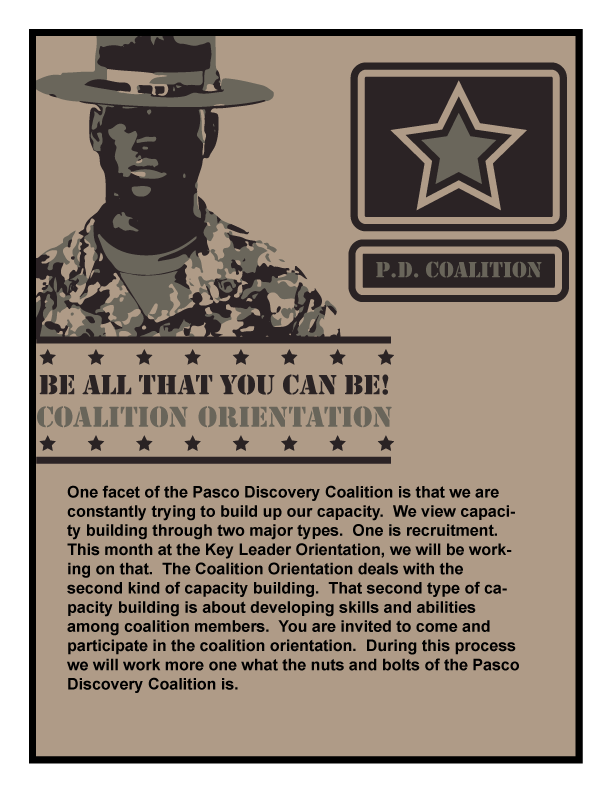 P.D. COALITION
BE ALL THAT YOU CAN BE!
COALITION ORIENTATION
One facet of the Pasco Discovery Coalition is that we are
constantly trying to build up our capacity.  We view capaci-
ty building through two major types.  One is recruitment.
This month at the Key Leader Orientation, we will be work-
ing on that.  The Coalition Orientation deals with the
second kind of capacity building.  That second type of ca-
pacity building is about developing skills and abilities
among coalition members.  You are invited to come and
participate in the coalition orientation.  During this process
we will work more one what the nuts and bolts of the Pasco
Discovery Coalition is.